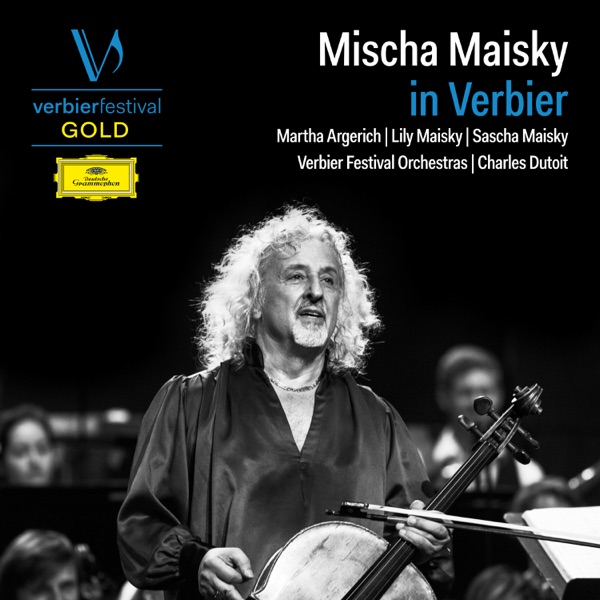 verbierfestival
GOLD
Deutsche
Grammophon
Mischa Maisky
in Verbier
Martha Argerich | Lily Maisky | Sascha Maisky
Verbier Festival Orchestras | Charles Dutoit